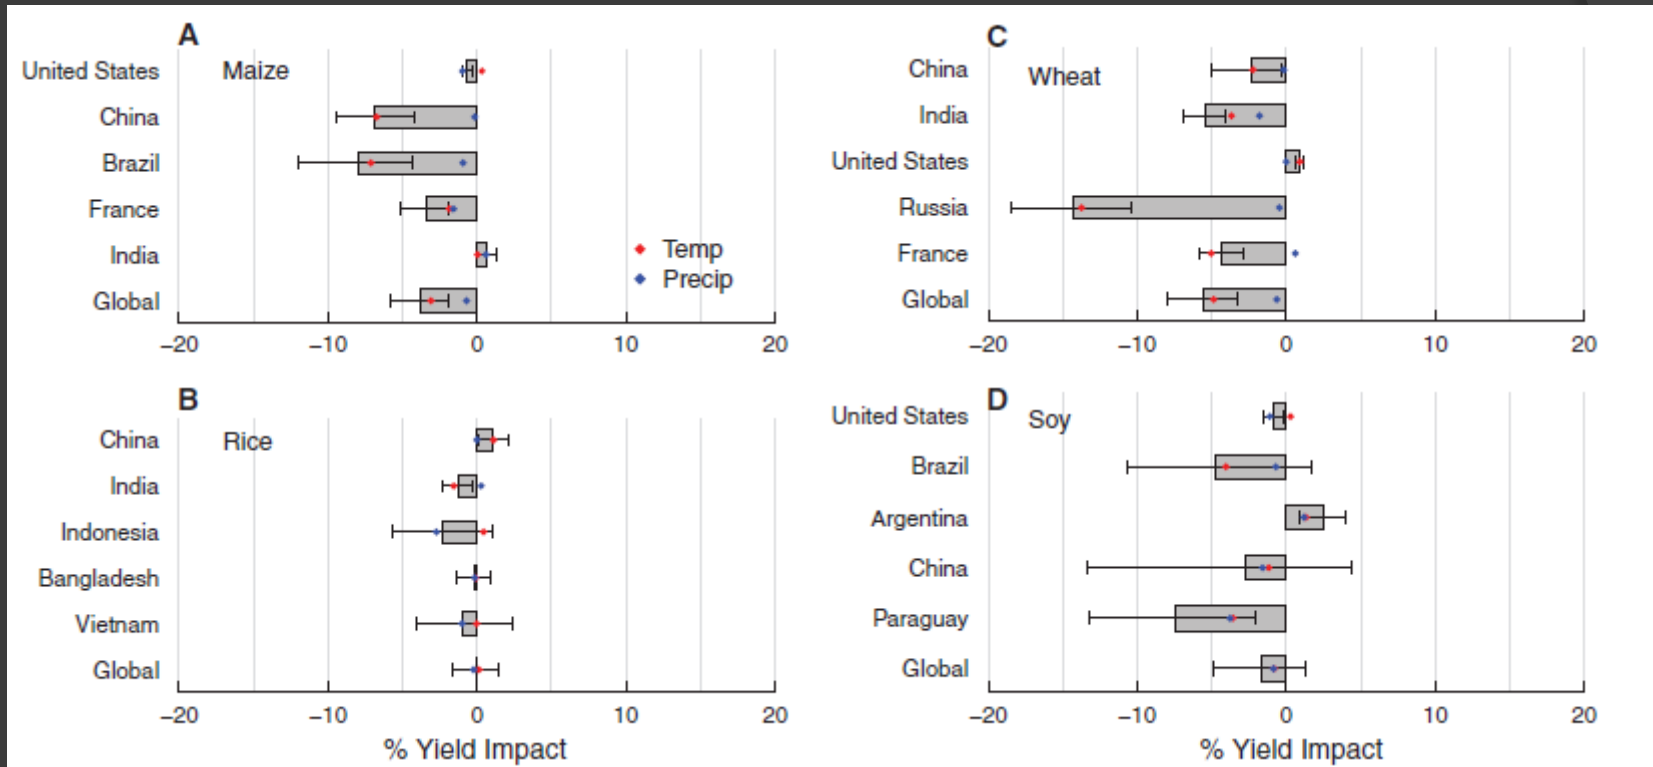 A
Maize
United States
China
Brazil
France
India
Global
Temp
Precip
−20 −10 0 10 20
B
Rice
China
India
Indonesia
Bangladesh
Vietnam
Global
−20 −10 0 10 20
% Yield Impact
C
Wheat
China
India
United States
Russia
France
Global
−20 −10 0 10 20
D
Soy
United States
Brazil
Argentina
China
Paraguay
Global
−20 −10 0 10 20
% Yield Impact